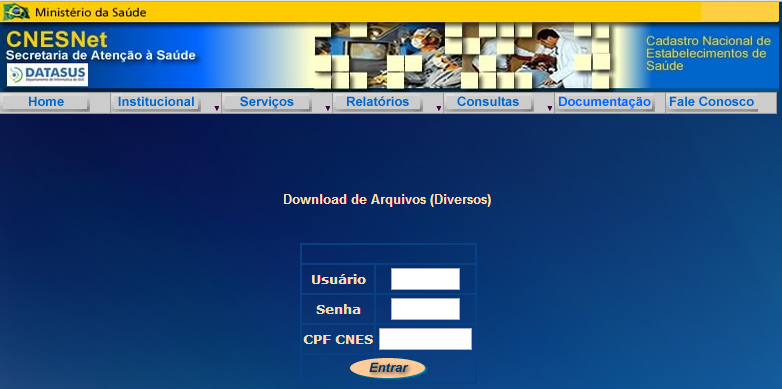 Ministério da Saúde
CNESNet
Secretaria de Atenção à Saúde
DATASUS
Departamento de Informática do SUS
Cadastro Nacional de
Estabelecimentos de
Saúde
Home Institucional Serviços Relatórios Consultas Documentação Fale Conosco
Download de Arquivos (Diversos)
Usuário
Senha
CPF CNES
Entrar